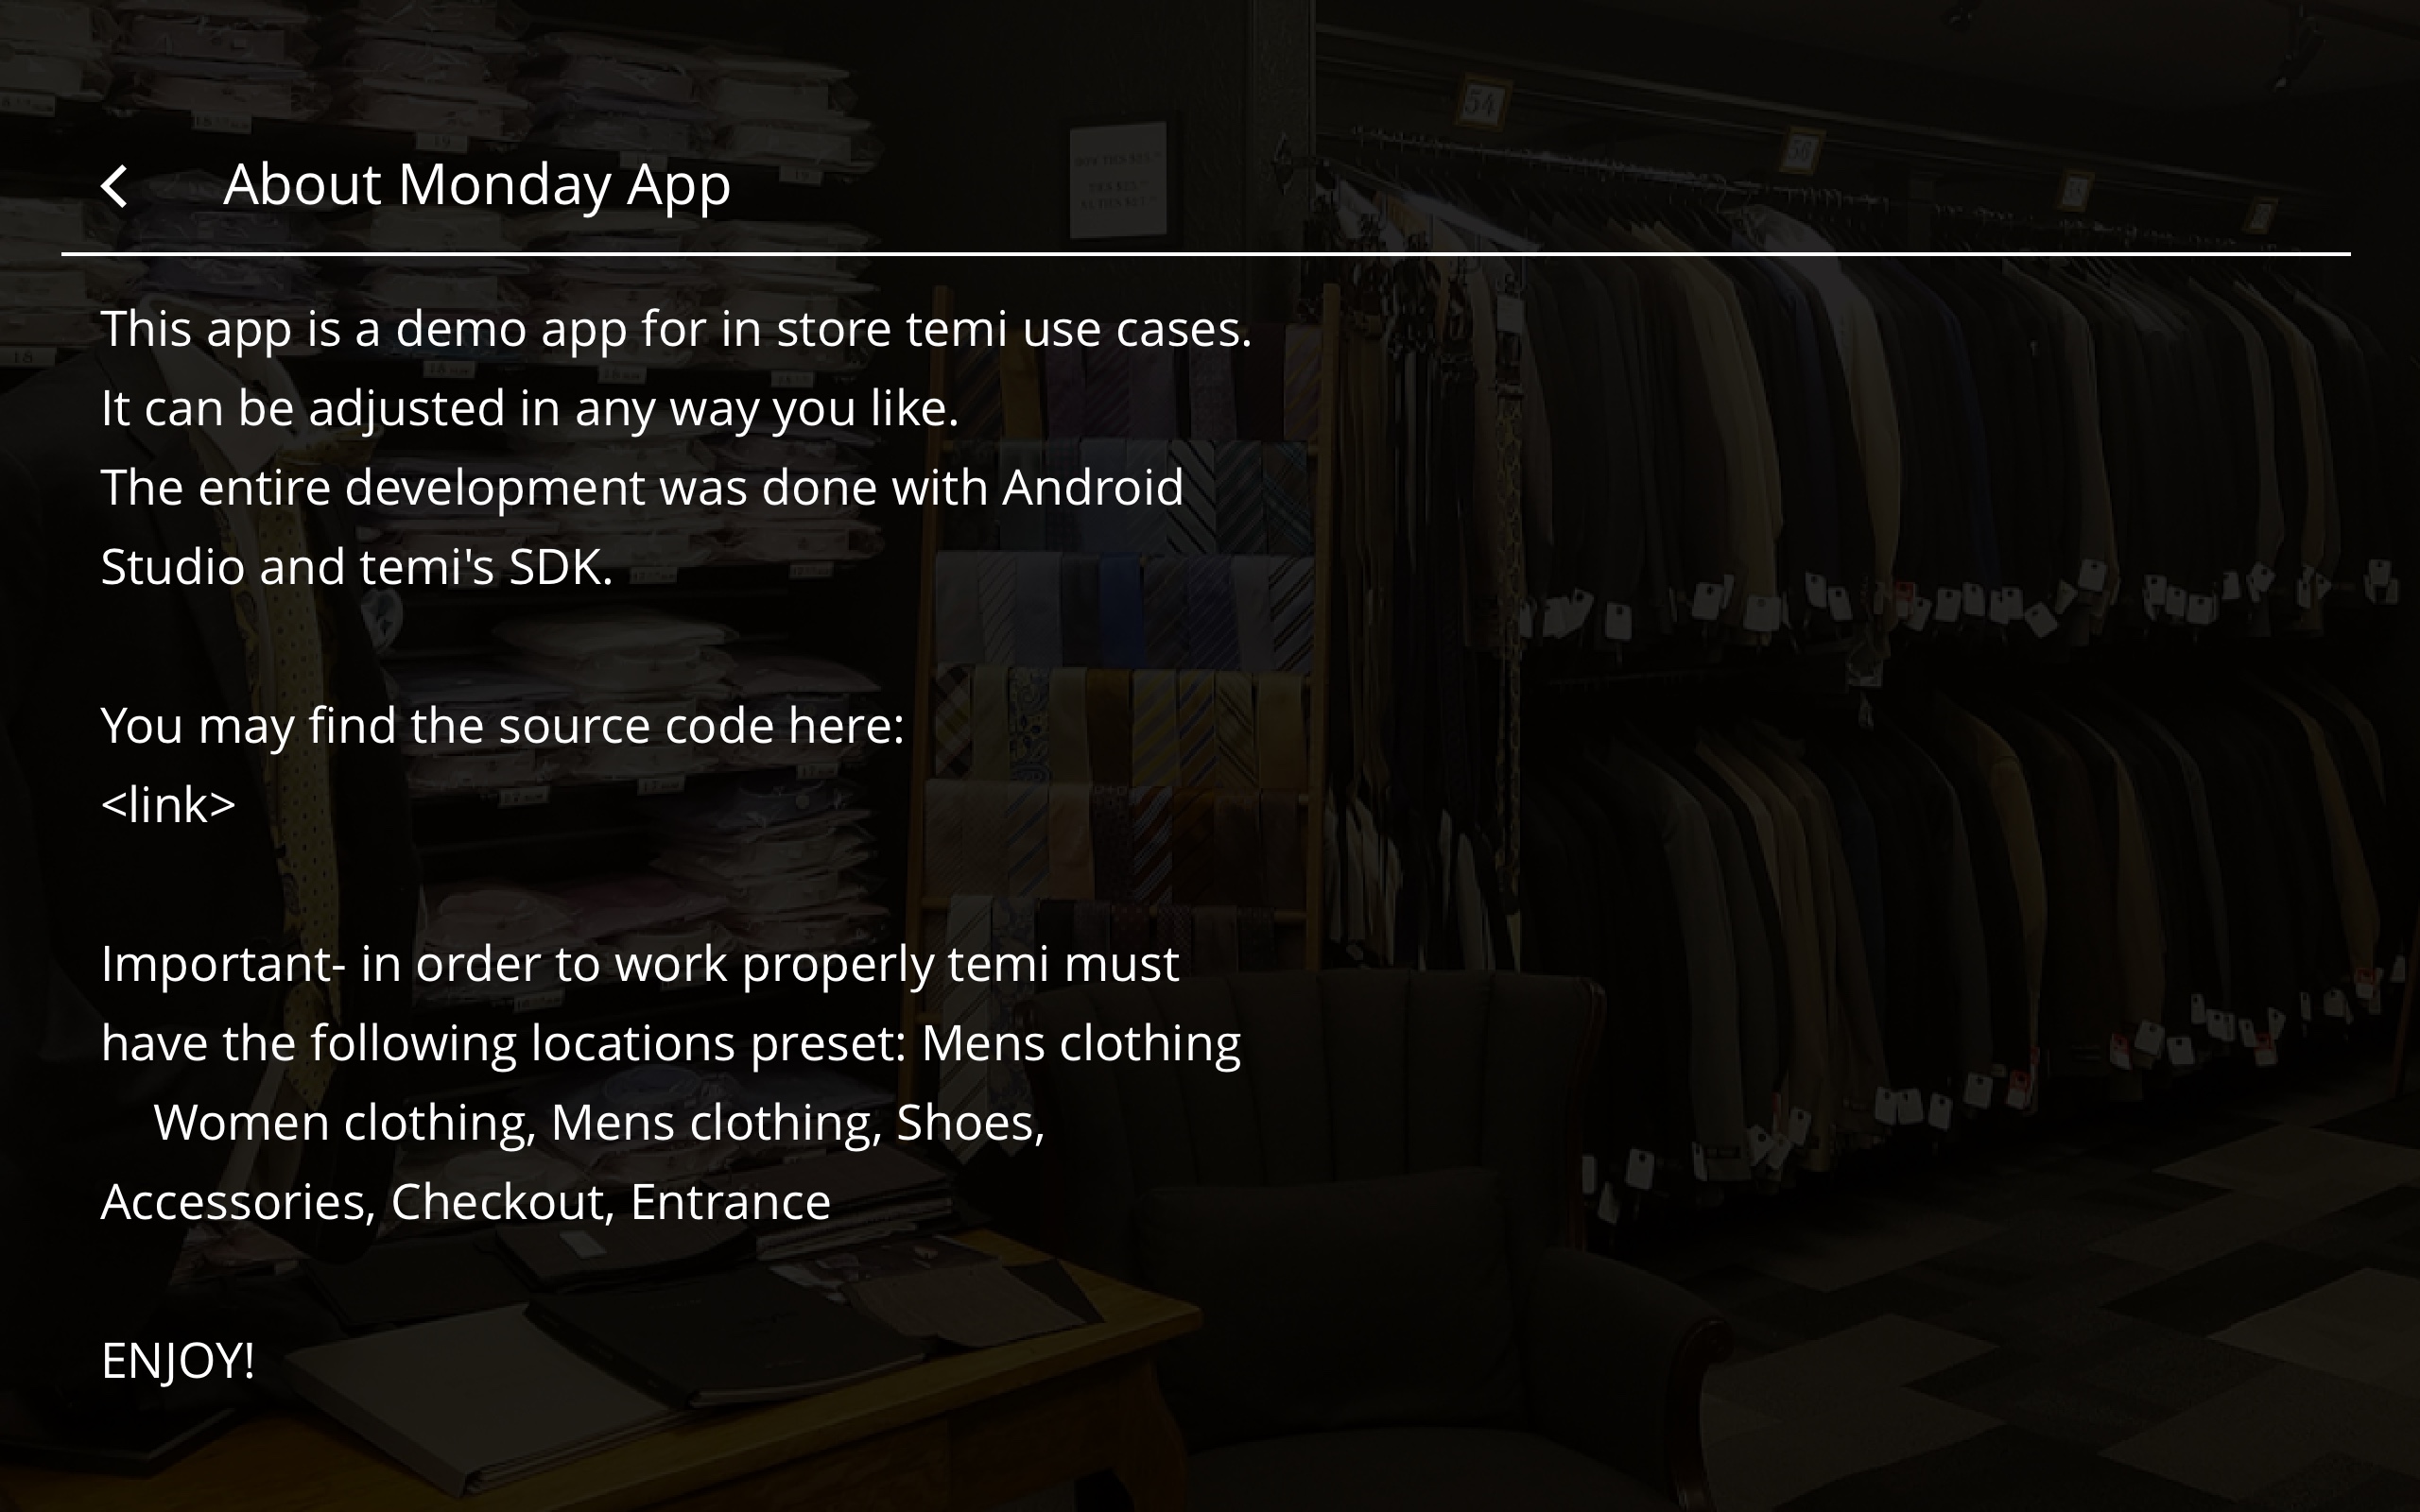 54
56
About Monday App
This app is a demo app for in store temi use cases.
It can be adjusted in any way you like.
The entire development was done with Android
Studio and temi's SDK.
You may find the source code here:
<link>
Important- in order to work properly temi must
have the following locations preset: Mens clothing
Women clothing, Mens clothing, Shoes,
Accessories, Checkout, Entrance
ENJOY!